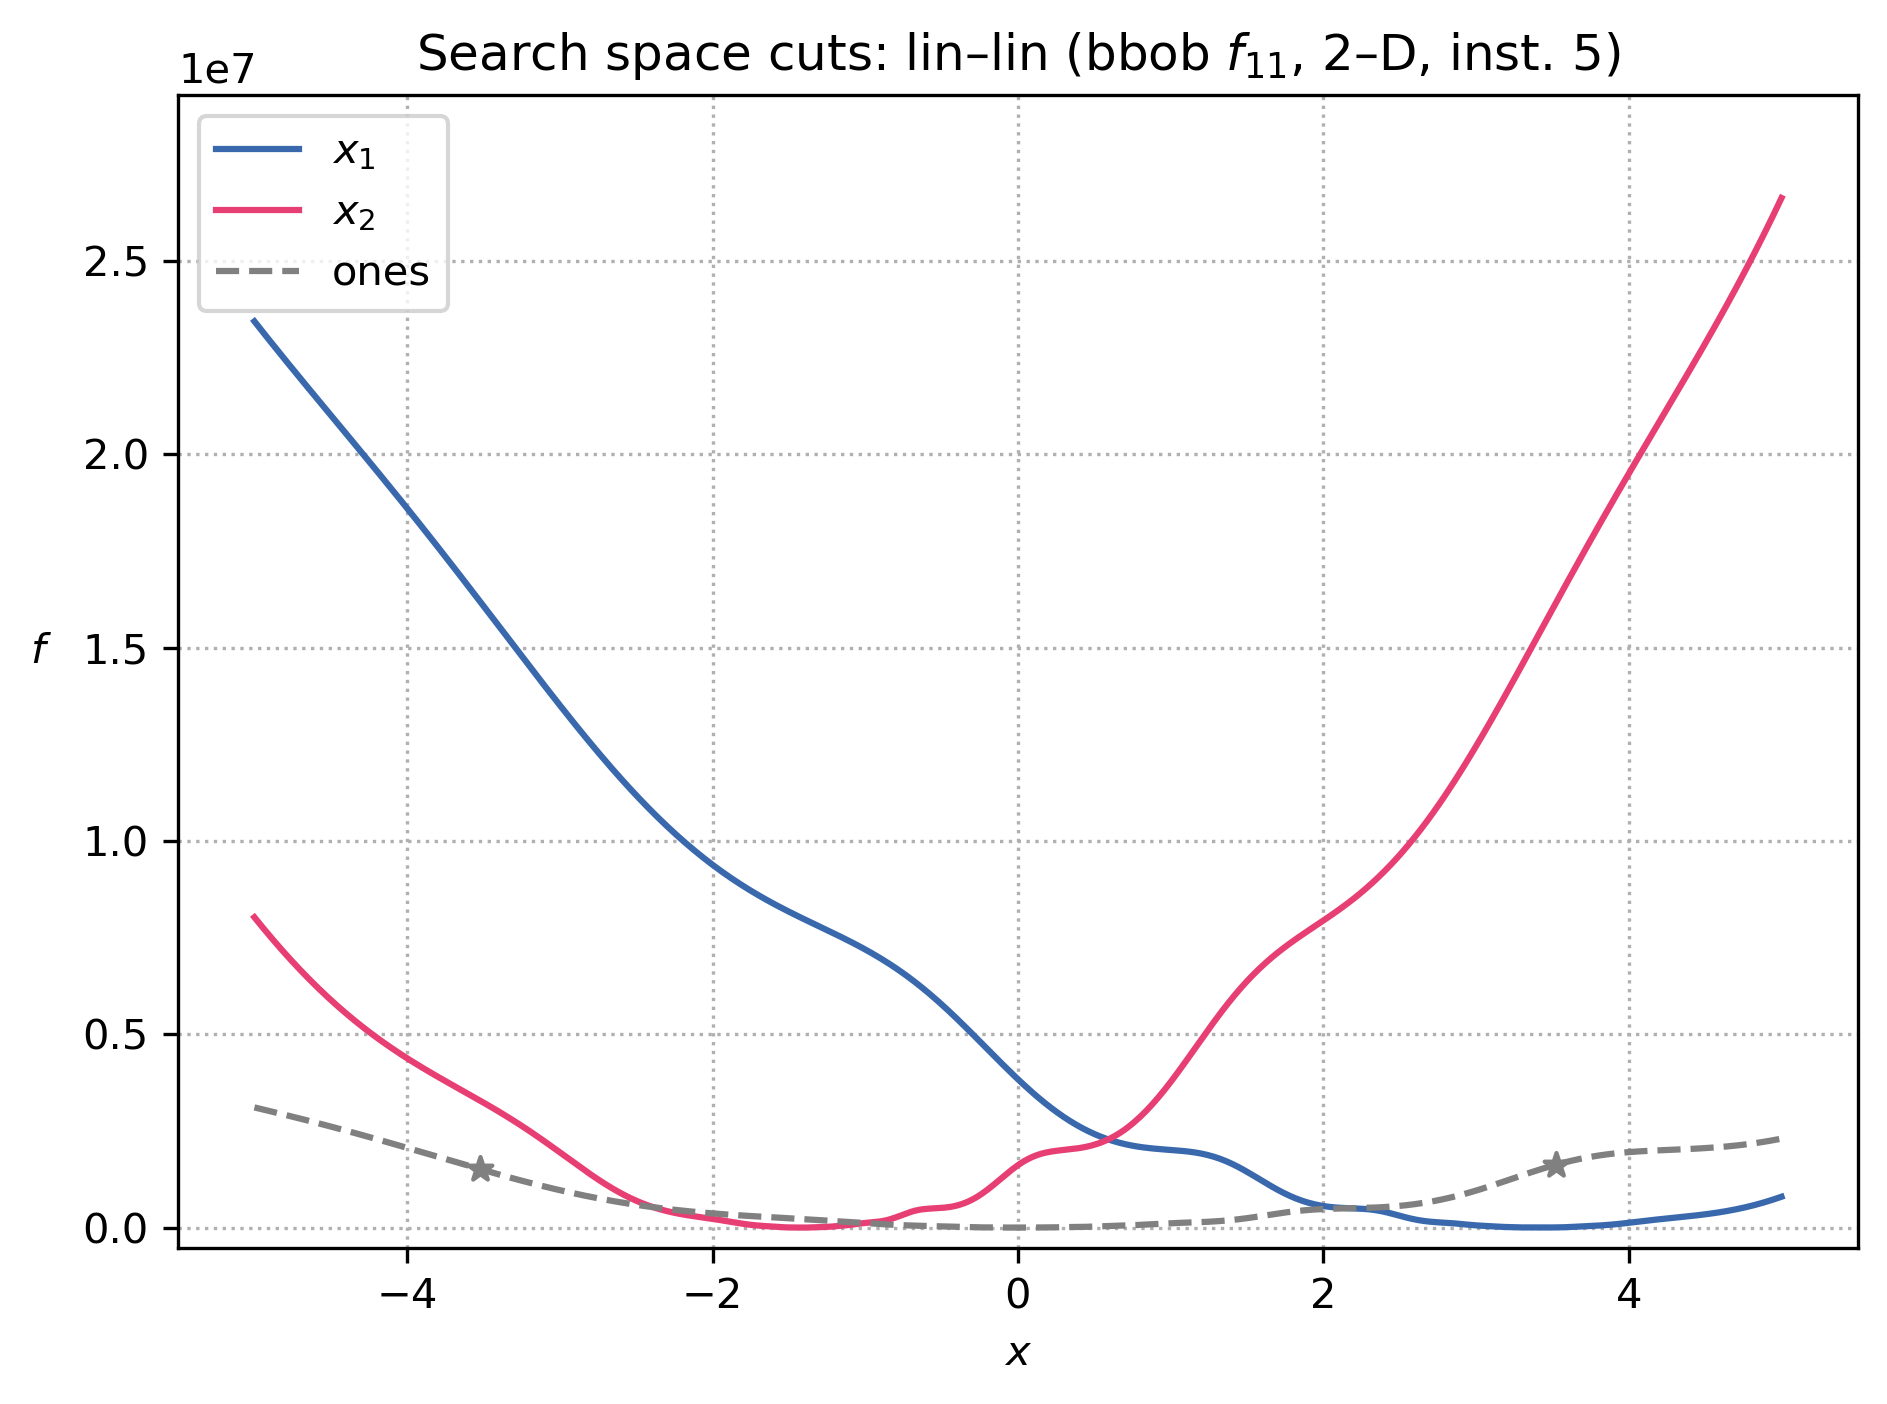 Search space cuts: lin–lin (bbob f₁₁, 2–D, inst. 5)
1e7
x₁
x₂
ones
2.5
2.0
1.5
1.0
0.5
0.0
f
−4 −2 0 2 4
x